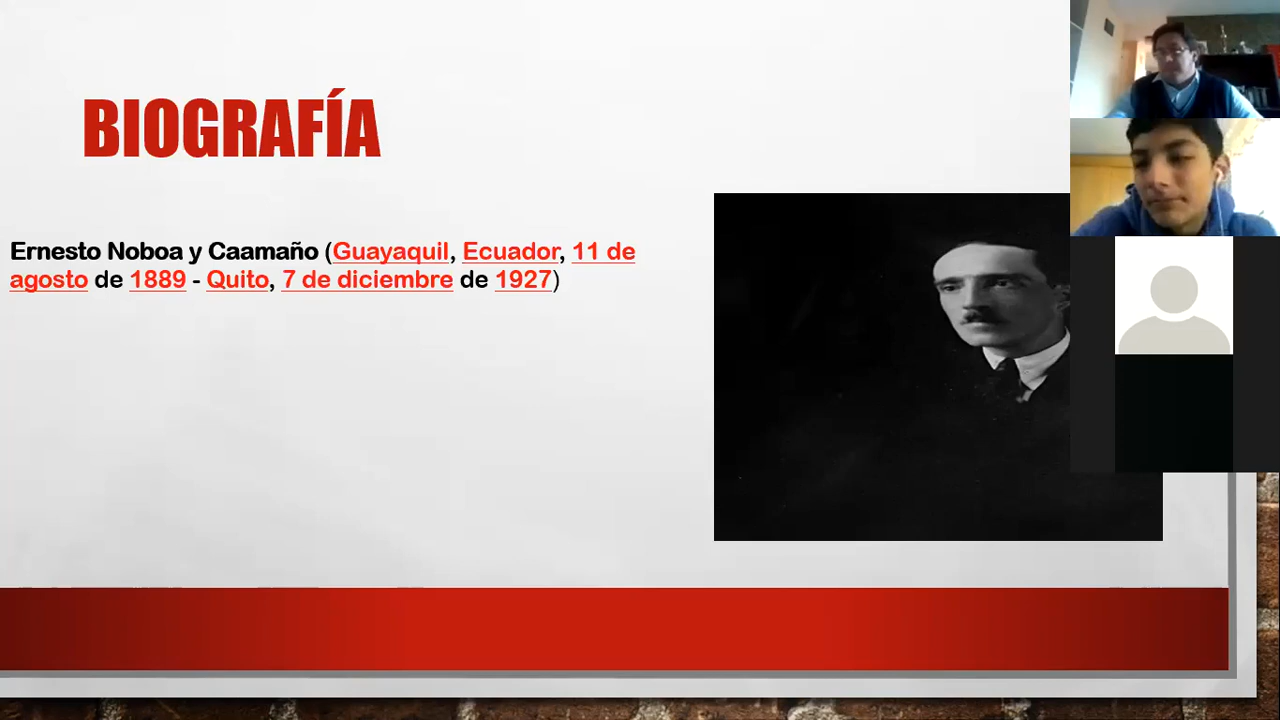 BIOGRAFÍA
Ernesto Noboa y Caamaño (Guayaquil, Ecuador, 11 de
agosto de 1889 - Quito, 7 de diciembre de 1927)